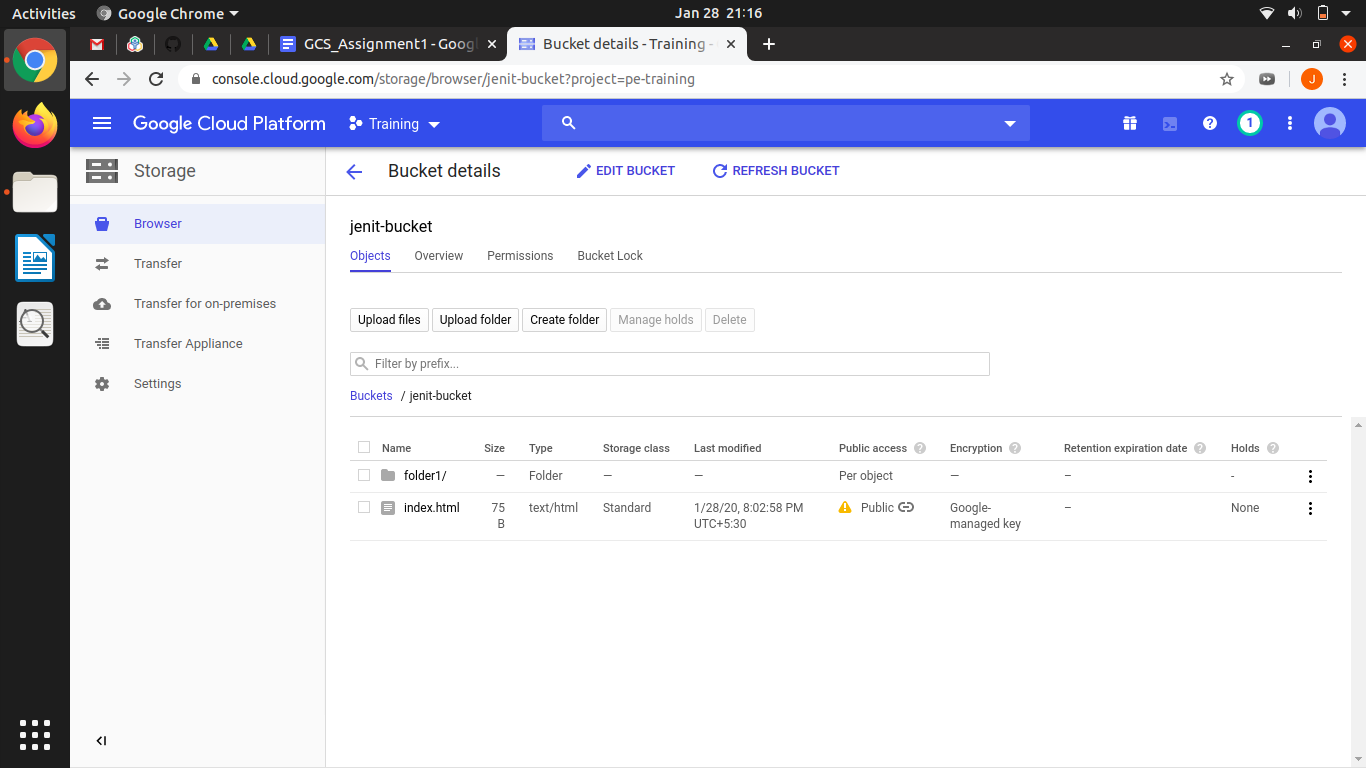 Activities Google Chrome Jan 28 21:16
GCS_Assignment1 - Goog Bucket details - Training -
console.cloud.google.com/storage/browser/jenit-bucket?project=pe-training J
Google Cloud Platform Training 1
Storage Bucket details EDIT BUCKET REFRESH BUCKET
Browser
Transfer
Transfer for on-premises
Transfer Appliance
Settings
jenit-bucket
Objects Overview Permissions Bucket Lock
Upload files Upload folder Create folder Manage holds Delete
Filter by prefix...
Buckets / jenit-bucket
Name Size Type Storage class Last modified Public access Encryption Retention expiration date Holds
folder1/ — Folder — — Per object — – -
index.html 75 text/html Standard 1/28/20, 8:02:58 PM Public Google- – None
B UTC+5:30 managed key